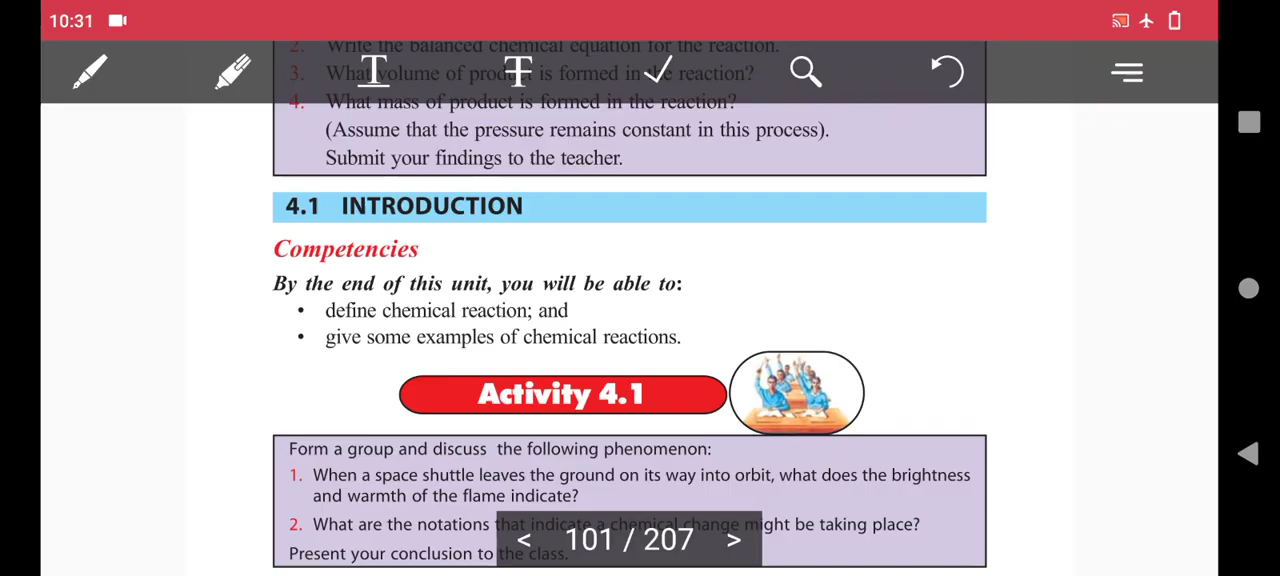 10:31
2. Write the balanced chemical equation for the reaction.
3. What volume of product is formed in the reaction?
4. What mass of product is formed in the reaction?
(Assume that the pressure remains constant in this process).
Submit your findings to the teacher.
4.1 INTRODUCTION
Competencies
By the end of this unit, you will be able to:
• define chemical reaction; and
• give some examples of chemical reactions.
Activity 4.1
Form a group and discuss the following phenomenon:
1. When a space shuttle leaves the ground on its way into orbit, what does the brightness
and warmth of the flame indicate?
2. What are the notations that indicate a chemical change might be taking place?
< 101 / 207 >
Present your conclusion to the class.